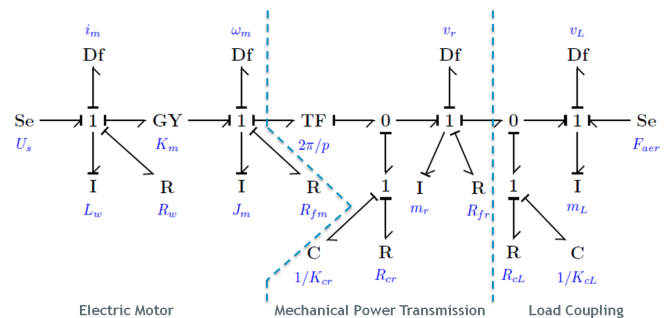 i_m ω_m v_r v_L
Df Df Df Df
Se 1 GY 1 TF 0 1 0 1 Se
U_s K_m 2π/p F_aer
I R I R 1 I R 1 I
L_w R_w J_m R_fm m_r R_fr m_L
C R R C
1/K_cr R_cr R_cL 1/K_cL
Electric Motor Mechanical Power Transmission Load Coupling